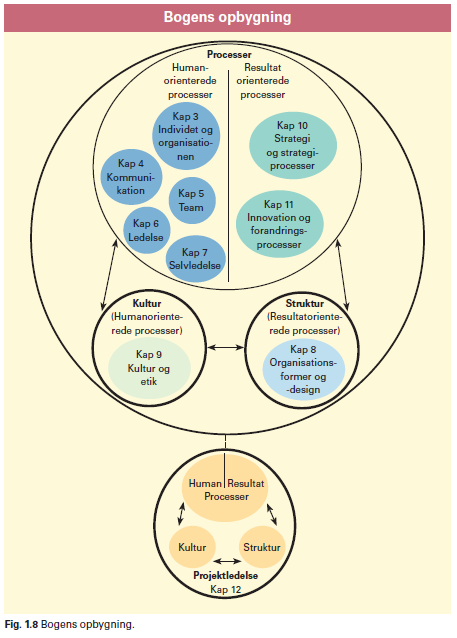 Bogens opbygning
Processer
Human-
orienterede
processer
Resultat
orienterede
processer
Kap 3
Individet og
organisatio-
nen
Kap 4
Kommuni-
kation
Kap 5
Team
Kap 6
Ledelse
Kap 7
Selvledelse
Kap 10
Strategi
og strategi-
processer
Kap 11
Innovation og
forandrings-
processer
Kultur
(Humanoriente-
rede processer)
Kap 9
Kultur og
etik
Struktur
(Resultatoriente-
rede processer)
Kap 8
Organisations-
former og
-design
Human Resultat
Processer
Kultur
Struktur
Projektledelse
Kap 12
Fig. 1.8 Bogens opbygning.